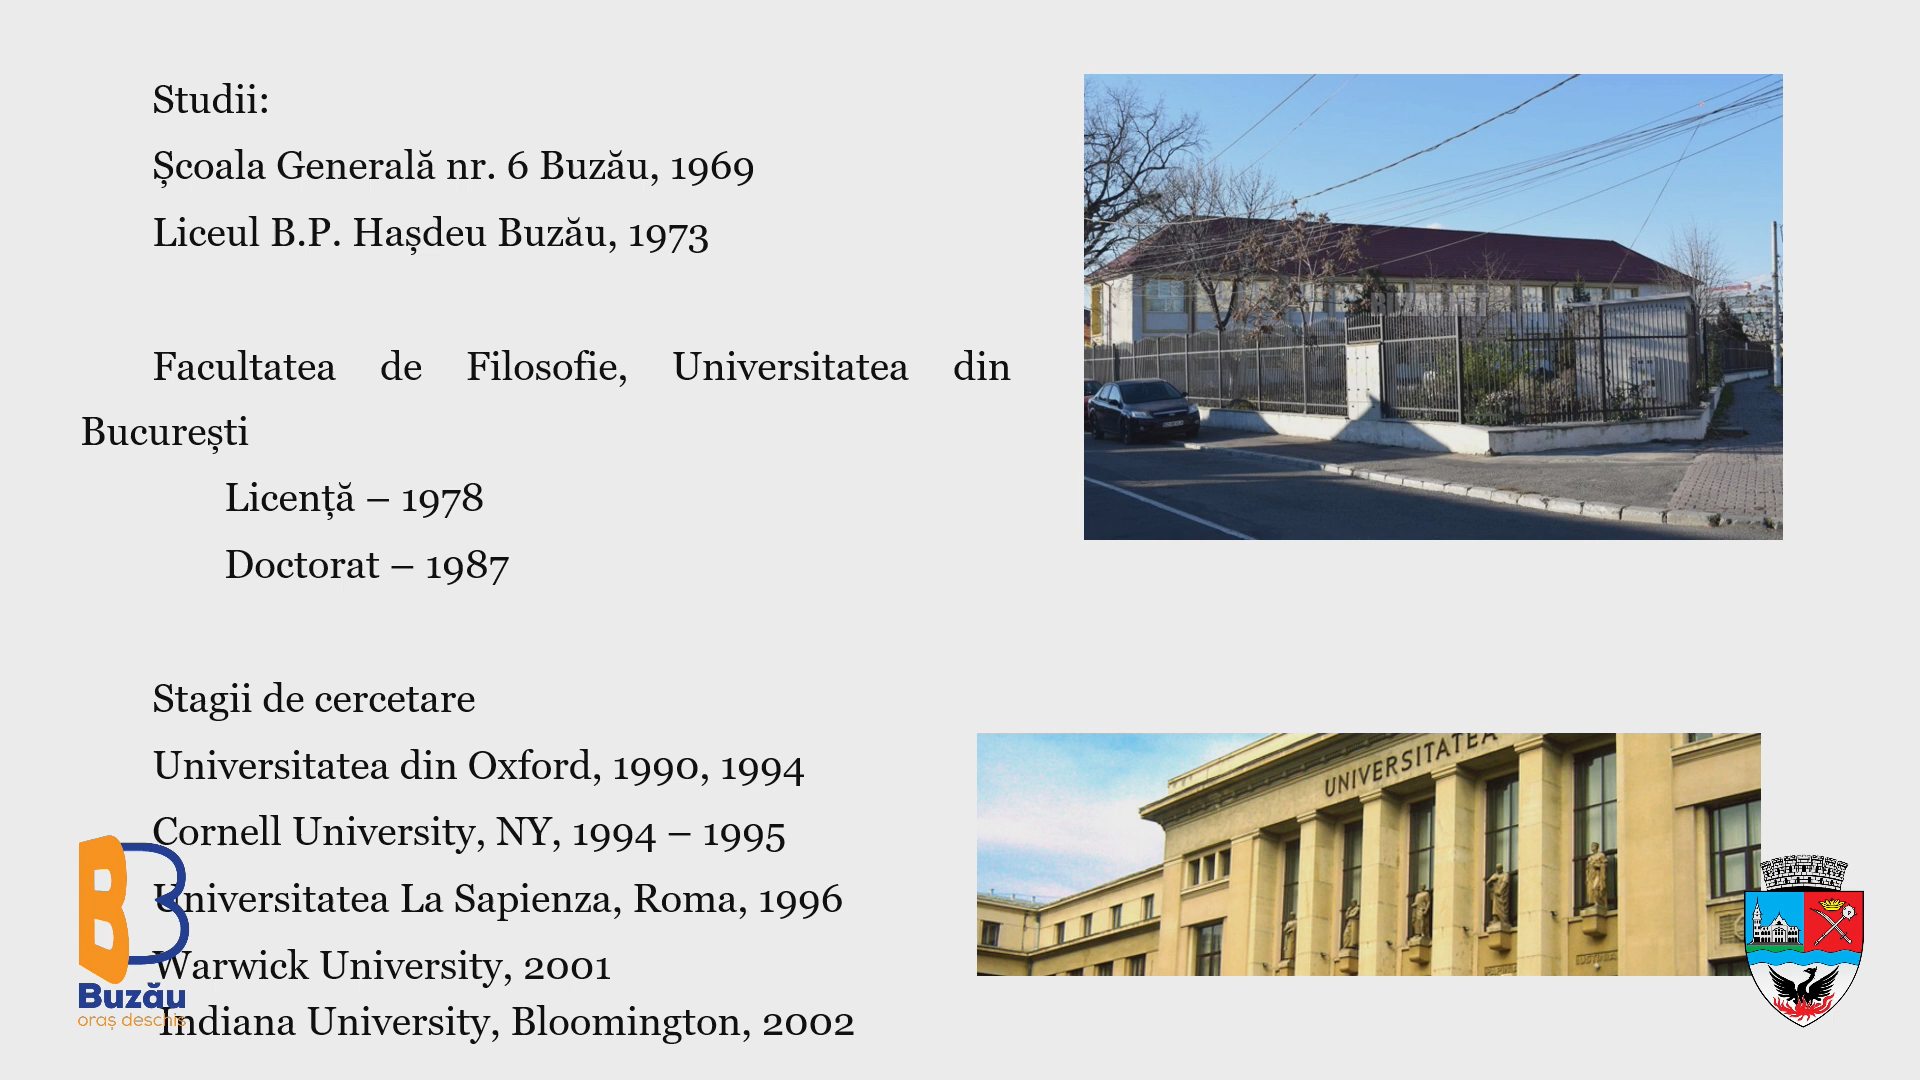 Studii:
Școala Generală nr. 6 Buzău, 1969
Liceul B.P. Hașdeu Buzău, 1973
Facultatea de Filosofie, Universitatea din
București
Licență – 1978
Doctorat – 1987
Stagii de cercetare
Universitatea din Oxford, 1990, 1994
Cornell University, NY, 1994 – 1995
Universitatea La Sapienza, Roma, 1996
Warwick University, 2001
Indiana University, Bloomington, 2002
Buzău
oraș deschis
BUZAU.NET
UNIVERSITATEA